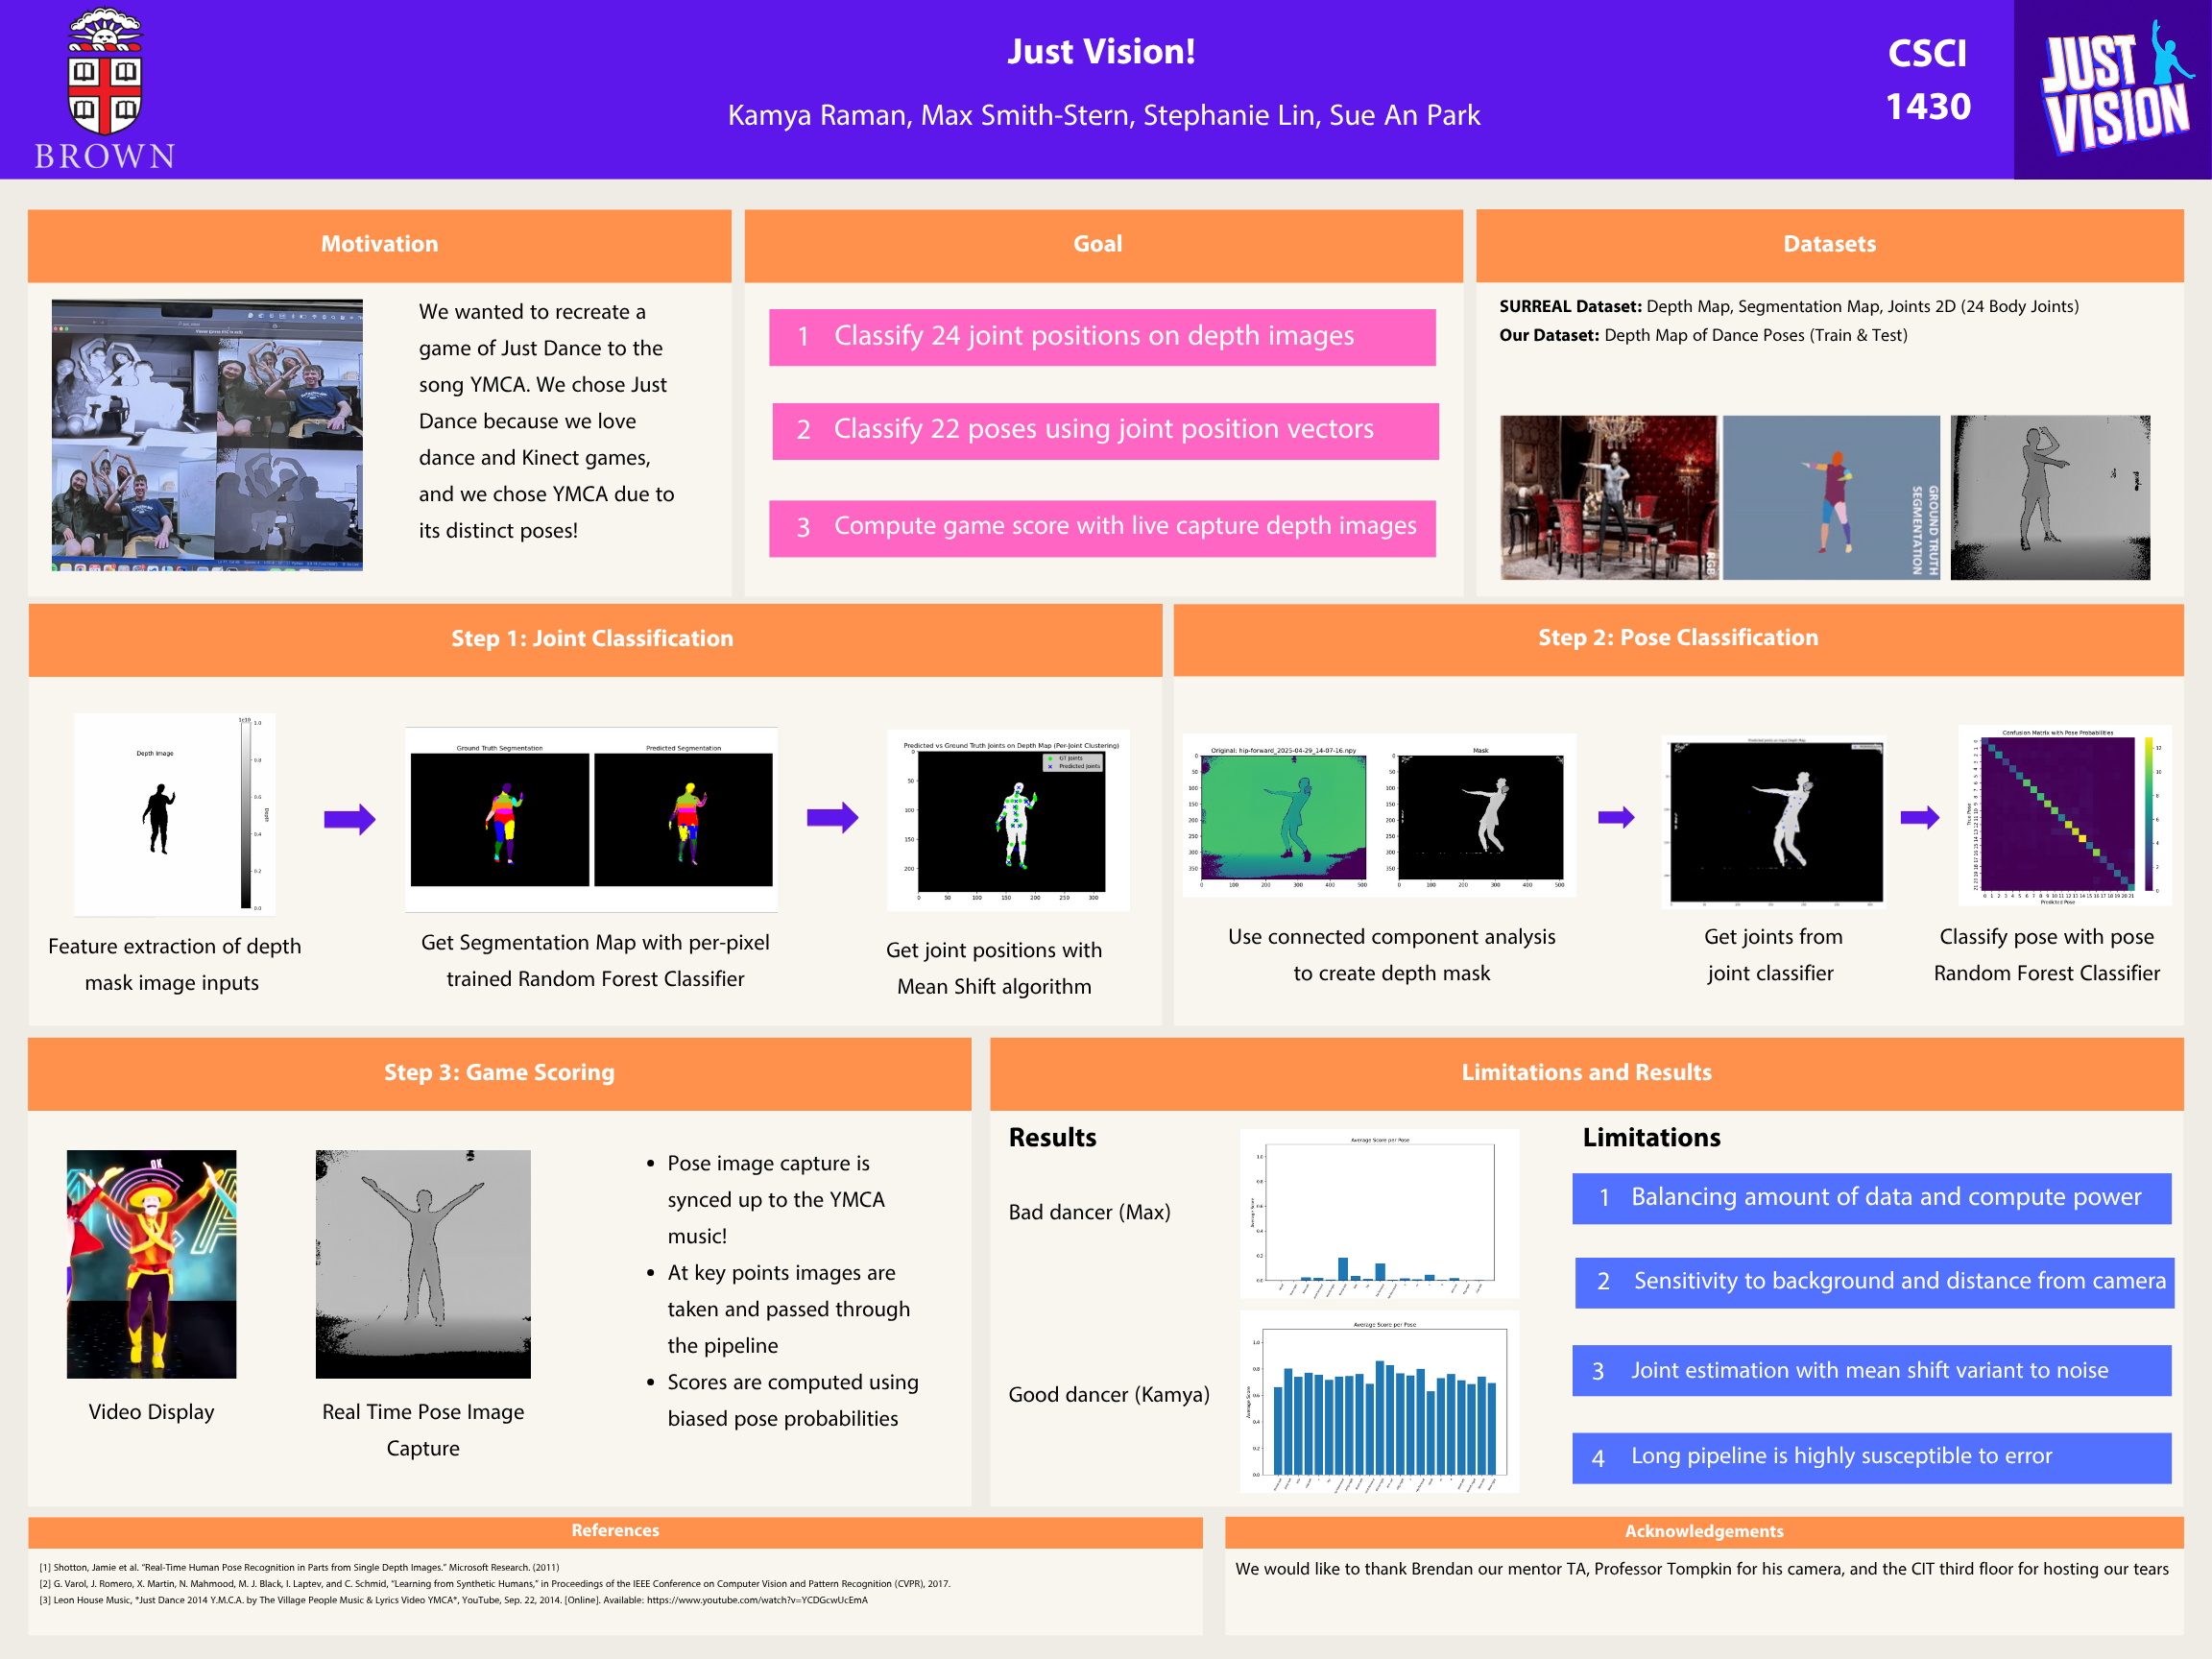 BROWN
Just Vision!
Kamya Raman, Max Smith-Stern, Stephanie Lin, Sue An Park
CSCI
1430
JUST
VISION
Motivation
We wanted to recreate a
game of Just Dance to the
song YMCA. We chose Just
Dance because we love
dance and Kinect games,
and we chose YMCA due to
its distinct poses!
Goal
1 Classify 24 joint positions on depth images
2 Classify 22 poses using joint position vectors
3 Compute game score with live capture depth images
Datasets
SURREAL Dataset: Depth Map, Segmentation Map, Joints 2D (24 Body Joints)
Our Dataset: Depth Map of Dance Poses (Train & Test)
RGB
GROUND TRUTH
SEGMENTATION
Step 1: Joint Classification
Depth Image
Depth
Ground Truth Segmentation
Predicted Segmentation
Predicted vs Ground Truth Joints on Depth Map (Per-Joint Clustering)
GT Joints
Predicted Joints
Feature extraction of depth
mask image inputs
Get Segmentation Map with per-pixel
trained Random Forest Classifier
Get joint positions with
Mean Shift algorithm
Step 2: Pose Classification
Original: hip-forward_2025-04-29_14-07-16.npy
Mask
Confusion Matrix with Pose Probabilities
True Pose
Predicted Pose
Use connected component analysis
to create depth mask
Get joints from
joint classifier
Classify pose with pose
Random Forest Classifier
Step 3: Game Scoring
Video Display
Real Time Pose Image
Capture
• Pose image capture is
synced up to the YMCA
music!
• At key points images are
taken and passed through
the pipeline
• Scores are computed using
biased pose probabilities
Limitations and Results
Results
Bad dancer (Max)
Average Score per Pose
Average Score
Good dancer (Kamya)
Average Score per Pose
Average Score
Limitations
1 Balancing amount of data and compute power
2 Sensitivity to background and distance from camera
3 Joint estimation with mean shift variant to noise
4 Long pipeline is highly susceptible to error
References
[1] Shotton, Jamie et al. "Real-Time Human Pose Recognition in Parts from Single Depth Images." Microsoft Research. (2011)
[2] G. Varol, J. Romero, X. Martin, N. Mahmood, M. J. Black, I. Laptev, and C. Schmid, "Learning from Synthetic Humans," in Proceedings of the IEEE Conference on Computer Vision and Pattern Recognition (CVPR), 2017.
[3] Leon House Music, *Just Dance 2014 Y.M.C.A. by The Village People Music & Lyrics Video YMCA*, YouTube, Sep. 22, 2014. [Online]. Available: https://www.youtube.com/watch?v=YCDGcwUcEmA
Acknowledgements
We would like to thank Brendan our mentor TA, Professor Tompkin for his camera, and the CIT third floor for hosting our tears